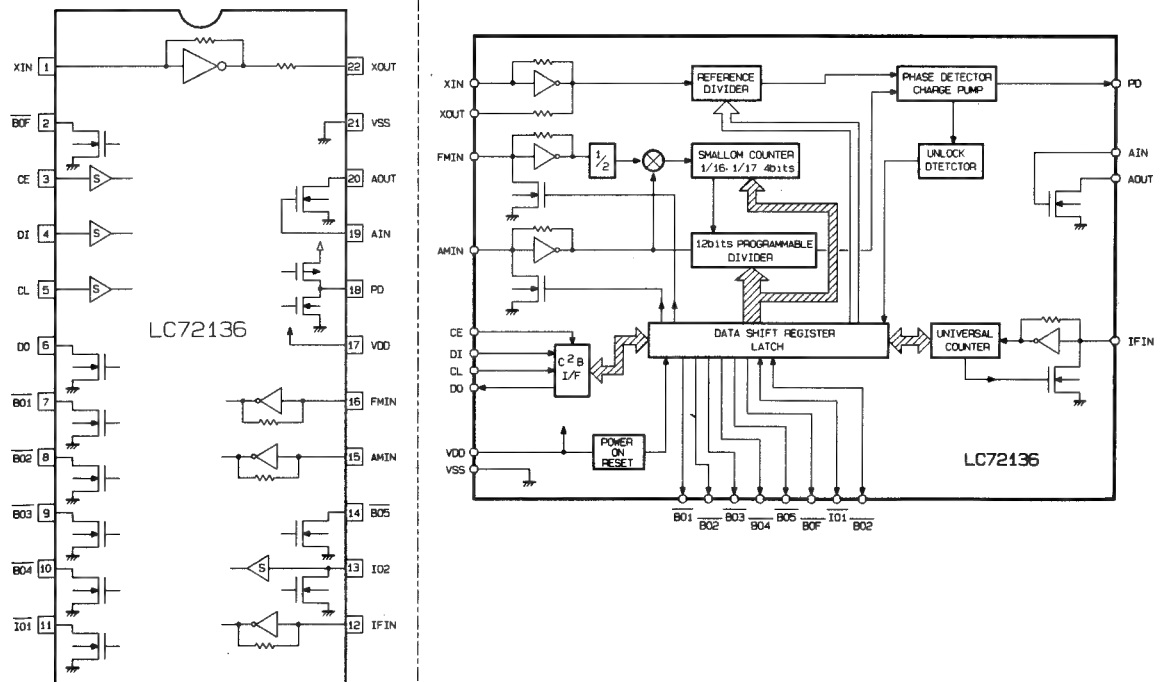 XIN 1
22 XOUT
BOF 2
21 VSS
CE 3
S
20 AOUT
DI 4
S
19 AIN
CL 5
S
18 PD
LC72136
DO 6
17 VDD
BO1 7
16 FMIN
BO2 8
15 AMIN
BO3 9
14 BO5
BO4 10
S
13 IO2
IO1 11
12 IFIN
XIN
REFERENCE
DIVIDER
PHASE DETECTOR
CHARGE PUMP
PD
XOUT
FMIN
1/2
SMALLOM COUNTER
1/16, 1/17 4bits
UNLOCK
DTETCTOR
AIN
AOUT
AMIN
12bits PROGRAMMABLE
DIVIDER
CE
DI
CL
DO
C2B
I/F
DATA SHIFT REGISTER
LATCH
UNIVERSAL
COUNTER
IFIN
VDD
VSS
POWER
ON
RESET
LC72136
BO1
BO2
BO3
BO4
BO5
BOF
IO1
BO2